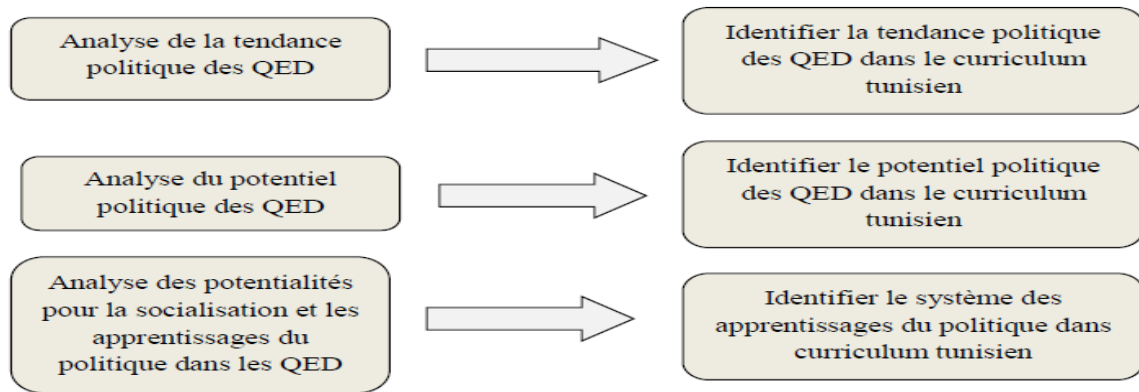 Analyse de la tendance
politique des QED
Identifier la tendance politique
des QED dans le curriculum
tunisien
Analyse du potentiel
politique des QED
Identifier le potentiel politique
des QED dans le curriculum
tunisien
Analyse des potentialités
pour la socialisation et les
apprentissages du
politique dans les QED
Identifier le système des
apprentissages du politique dans
curriculum tunisien